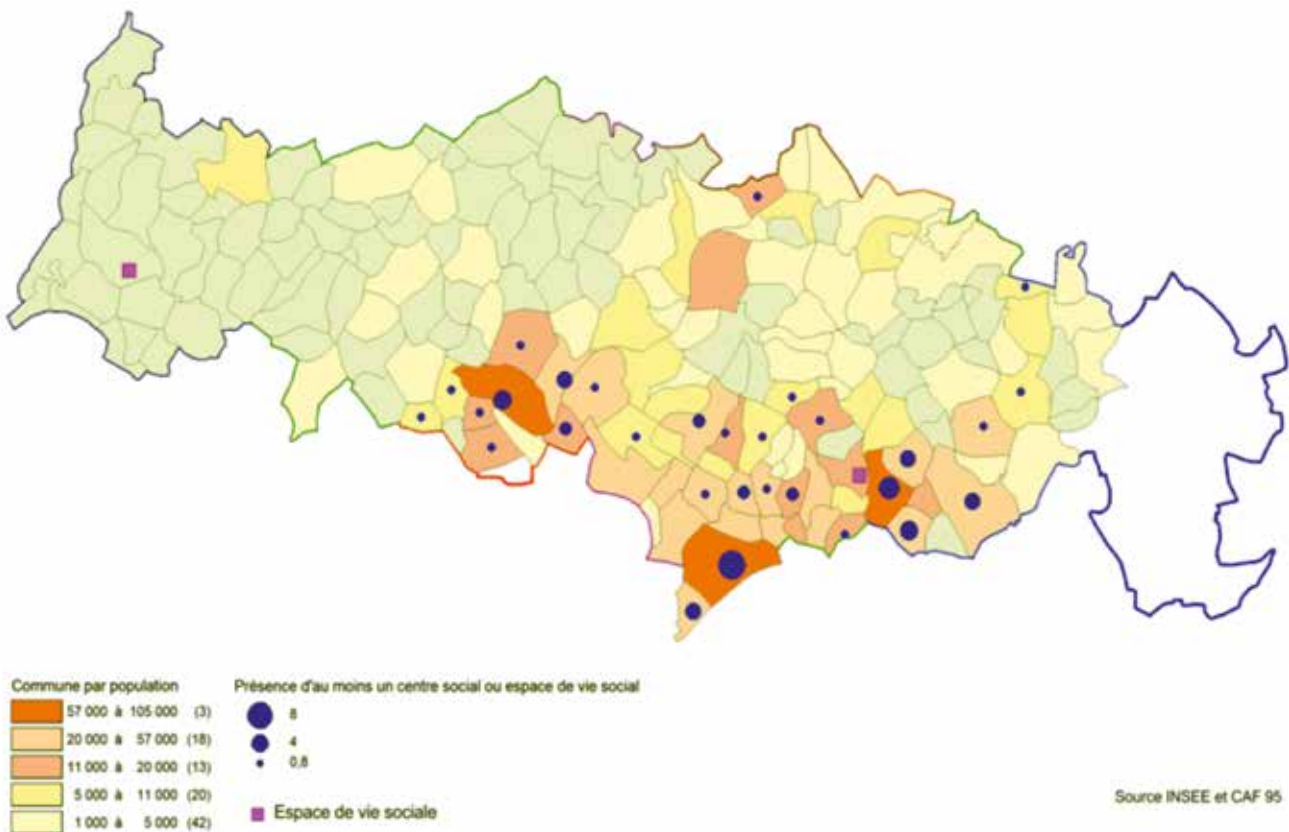 Commune par population
57 000 à 105 000 (3)
20 000 à 57 000 (18)
11 000 à 20 000 (13)
5 000 à 11 000 (20)
1 000 à 5 000 (42)
Présence d'au moins un centre social ou espace de vie social
8
4
0,8
Espace de vie sociale
Source INSEE et CAF 95